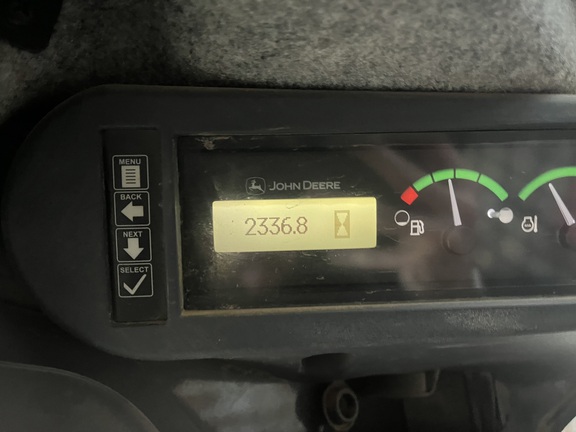 MENU
BACK
NEXT
SELECT
JOHN DEERE
2336.8